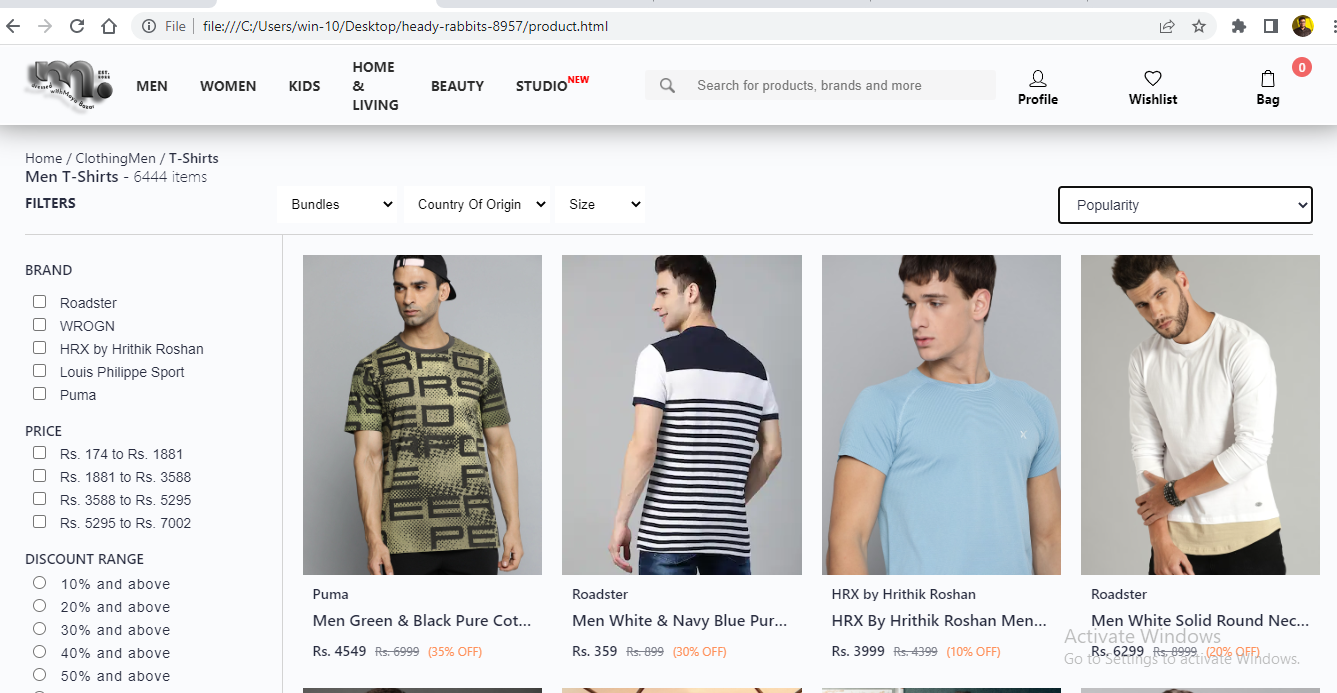 File file:///C:/Users/win-10/Desktop/heady-rabbits-8957/product.html
m. EST.
MEN WOMEN KIDS HOME & LIVING BEAUTY STUDIO NEW Search for products, brands and more Profile Wishlist Bag 0
Home / ClothingMen / T-Shirts
Men T-Shirts - 6444 items
FILTERS Bundles Country Of Origin Size Popularity
BRAND
Roadster
WROGN
HRX by Hrithik Roshan
Louis Philippe Sport
Puma
PRICE
Rs. 174 to Rs. 1881
Rs. 1881 to Rs. 3588
Rs. 3588 to Rs. 5295
Rs. 5295 to Rs. 7002
DISCOUNT RANGE
10% and above
20% and above
30% and above
40% and above
50% and above
Puma
Men Green & Black Pure Cot...
Rs. 4549 Rs. 6999 (35% OFF)
Roadster
Men White & Navy Blue Pur...
Rs. 359 Rs. 899 (30% OFF)
HRX by Hrithik Roshan
HRX By Hrithik Roshan Men...
Rs. 3999 Rs. 4399 (10% OFF)
Roadster
Men White Solid Round Nec...
Rs. 6299 Rs. 8999 (20% OFF)
Activate Windows
Go to Settings to activate Windows.